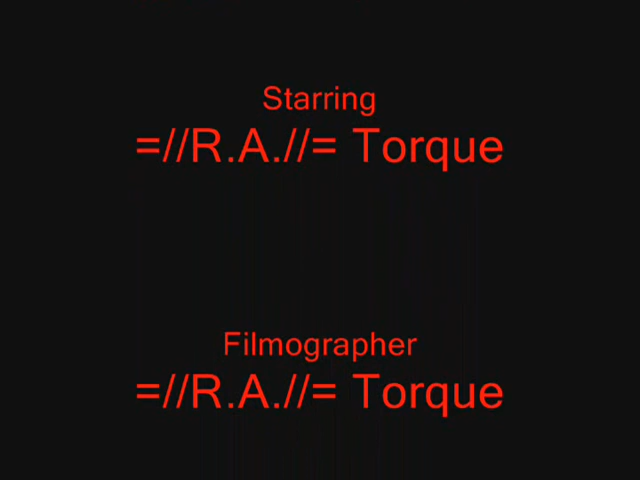 Starring
=//R.A.//= Torque
Filmographer
=//R.A.//= Torque